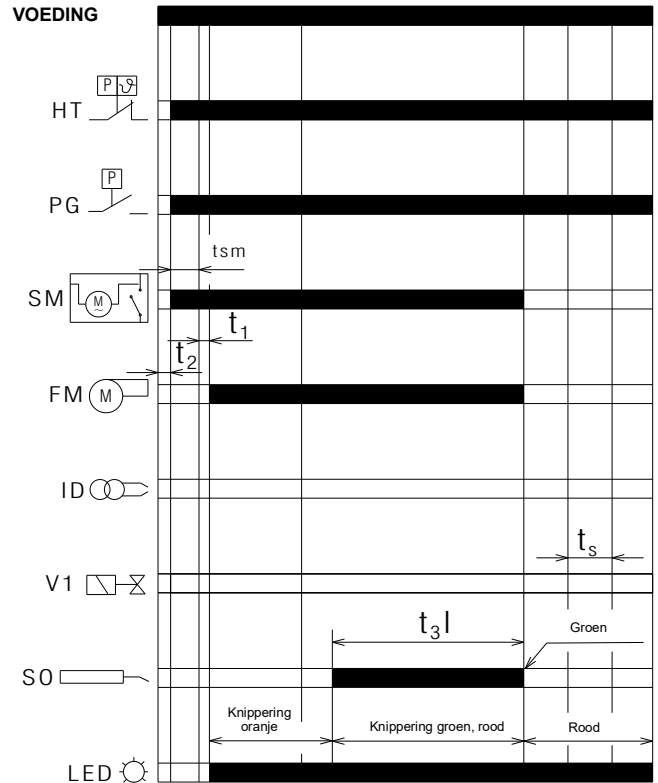 VOEDING
P ϑ
HT
P
PG
tsm
SM M ~
t1
t2
FM M
ID
ts
V1
t3l
Groen
SO
Knippering
oranje
Knippering groen, rood
Rood
LED